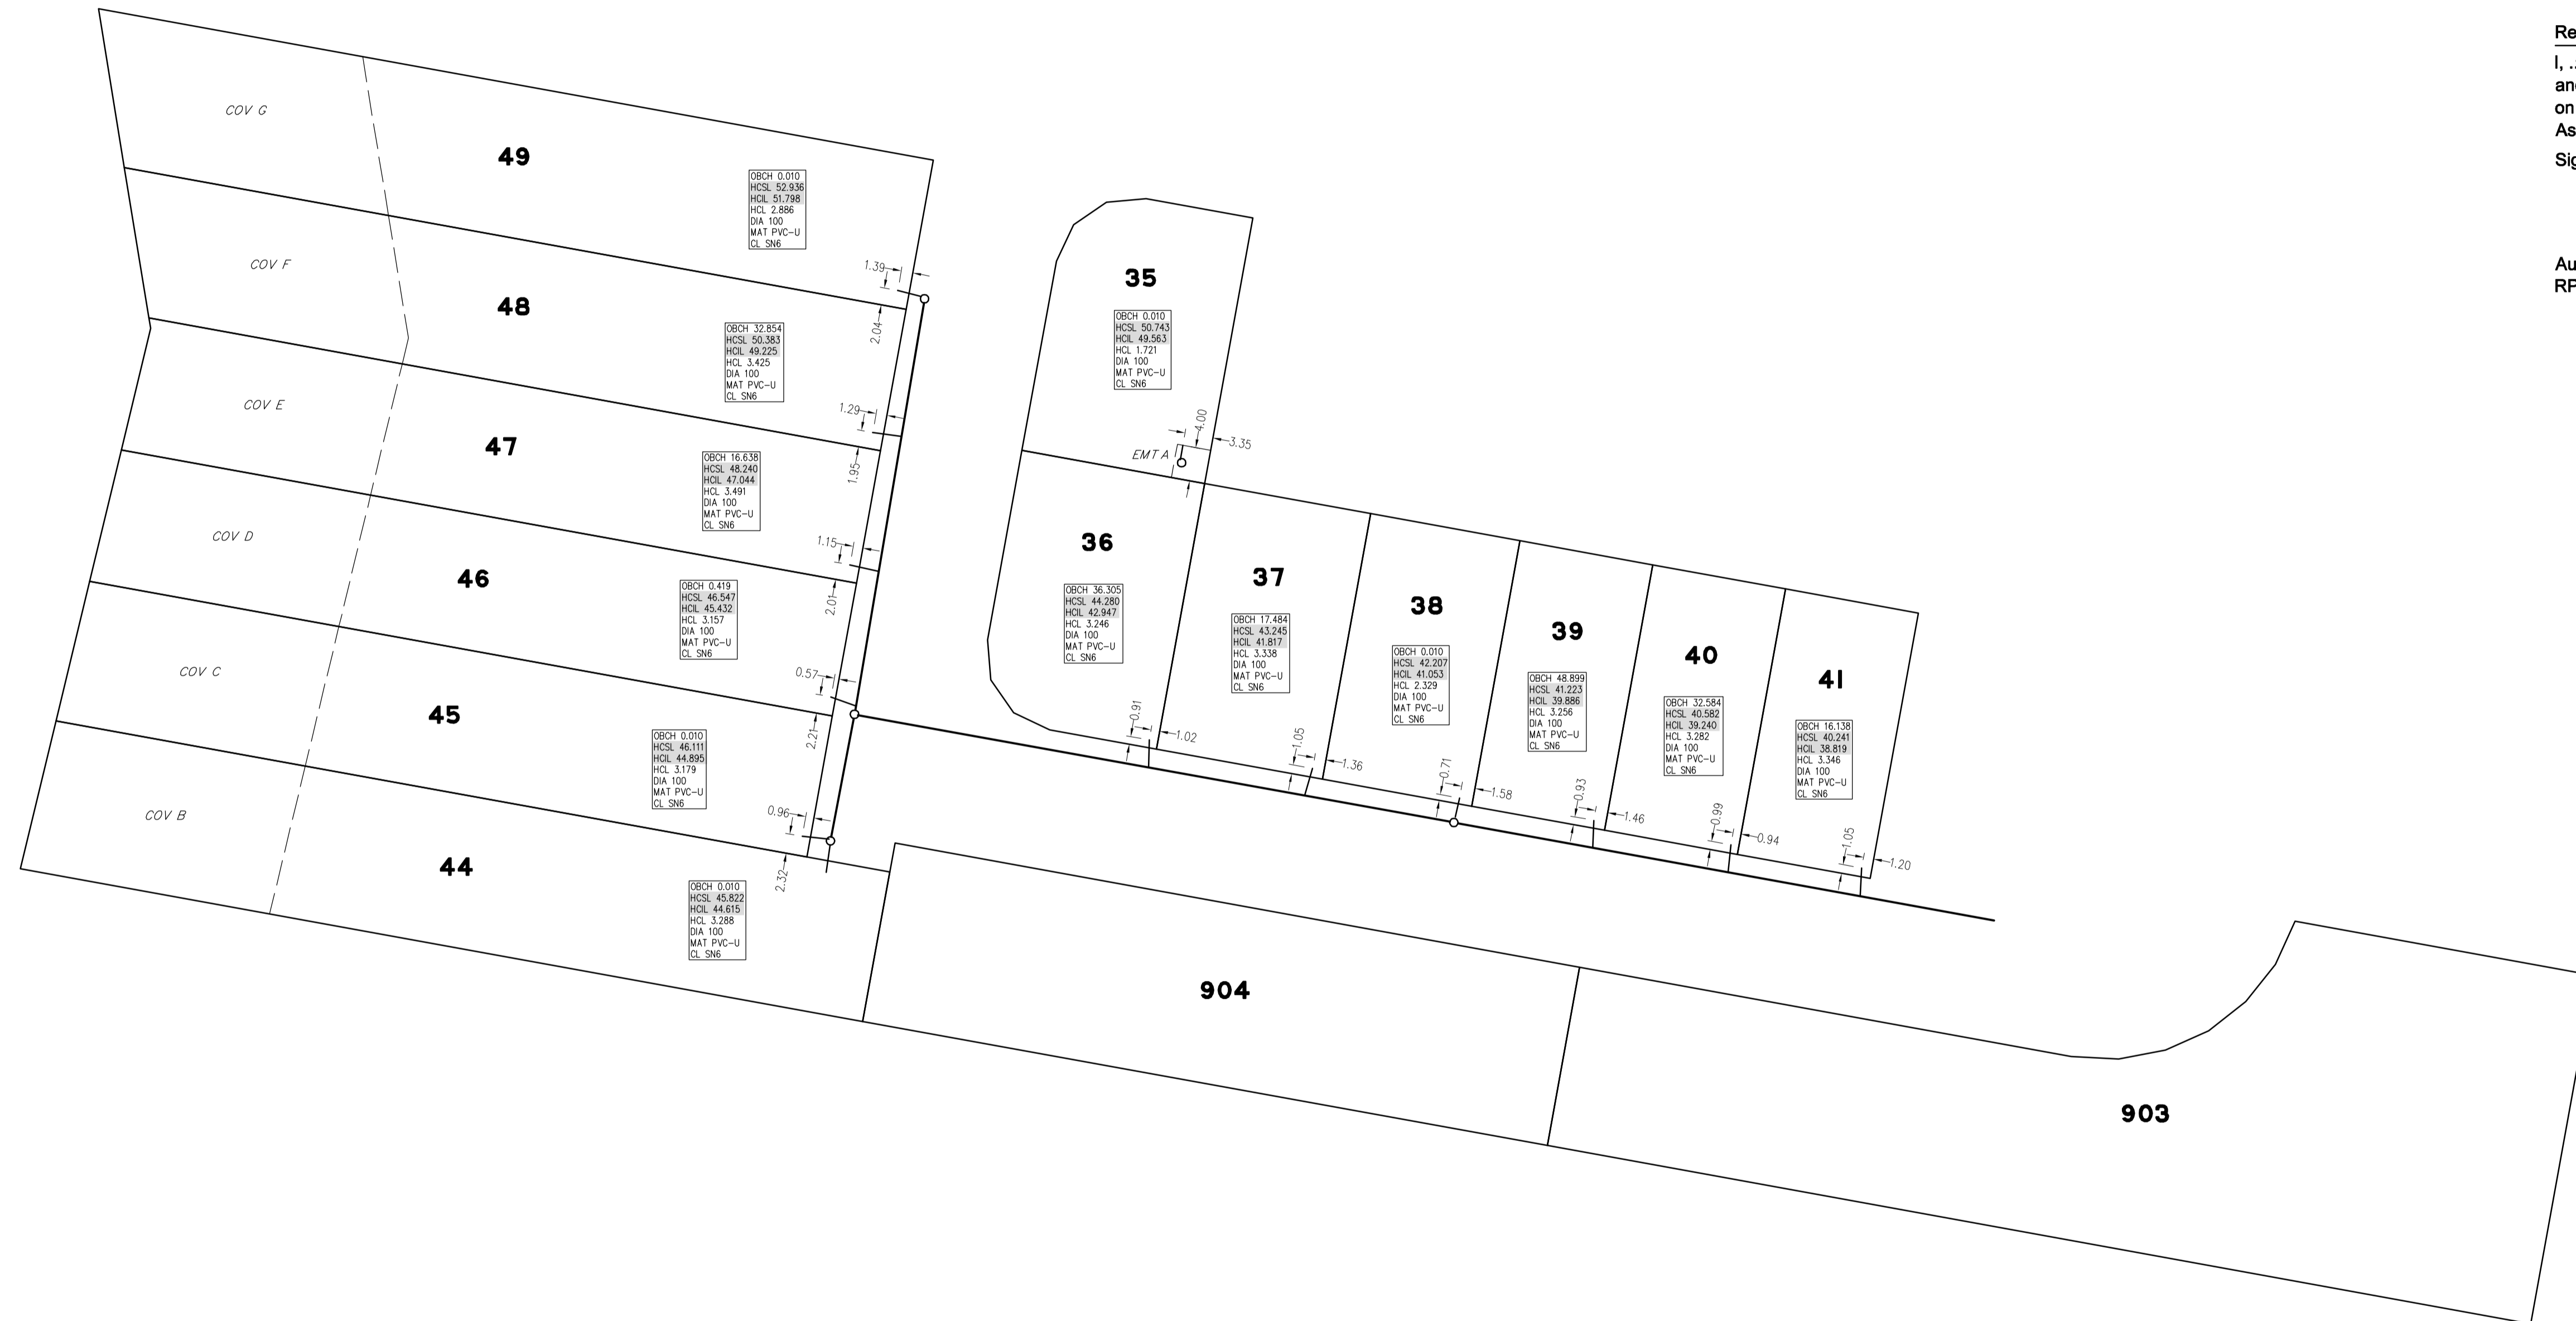 COV G
49
OBCH 0.010
HCSL 52.936
HCIL 51.798
HCL 2.886
DIA 100
MAT PVC-U
CL SN6
1.39
COV F
48
OBCH 32.854
HCSL 50.383
HCIL 49.225
HCL 3.425
DIA 100
MAT PVC-U
CL SN6
2.04
1.29
COV E
47
OBCH 16.638
HCSL 48.240
HCIL 47.044
HCL 3.491
DIA 100
MAT PVC-U
CL SN6
1.95
1.15
COV D
46
OBCH 0.419
HCSL 46.547
HCIL 45.432
HCL 3.157
DIA 100
MAT PVC-U
CL SN6
2.01
0.57
COV C
45
OBCH 0.010
HCSL 46.111
HCIL 44.895
HCL 3.179
DIA 100
MAT PVC-U
CL SN6
2.21
0.96
COV B
44
OBCH 0.010
HCSL 45.822
HCIL 44.615
HCL 3.288
DIA 100
MAT PVC-U
CL SN6
2.32
35
OBCH 0.010
HCSL 50.743
HCIL 49.563
HCL 1.721
DIA 100
MAT PVC-U
CL SN6
4.00
3.35
EMT A
36
OBCH 36.305
HCSL 44.280
HCIL 42.947
HCL 3.246
DIA 100
MAT PVC-U
CL SN6
0.91
1.02
37
OBCH 17.484
HCSL 43.245
HCIL 41.817
HCL 3.338
DIA 100
MAT PVC-U
CL SN6
1.05
1.36
38
OBCH 0.010
HCSL 42.207
HCIL 41.053
HCL 2.329
DIA 100
MAT PVC-U
CL SN6
0.71
1.58
39
OBCH 48.899
HCSL 41.223
HCIL 39.886
HCL 3.256
DIA 100
MAT PVC-U
CL SN6
0.93
1.46
40
OBCH 32.584
HCSL 40.582
HCIL 39.240
HCL 3.282
DIA 100
MAT PVC-U
CL SN6
0.99
0.94
41
OBCH 16.138
HCSL 40.241
HCIL 38.819
HCL 3.346
DIA 100
MAT PVC-U
CL SN6
1.05
1.20
904
903
Re
I, .
an
on
As
Sig
Au
RP